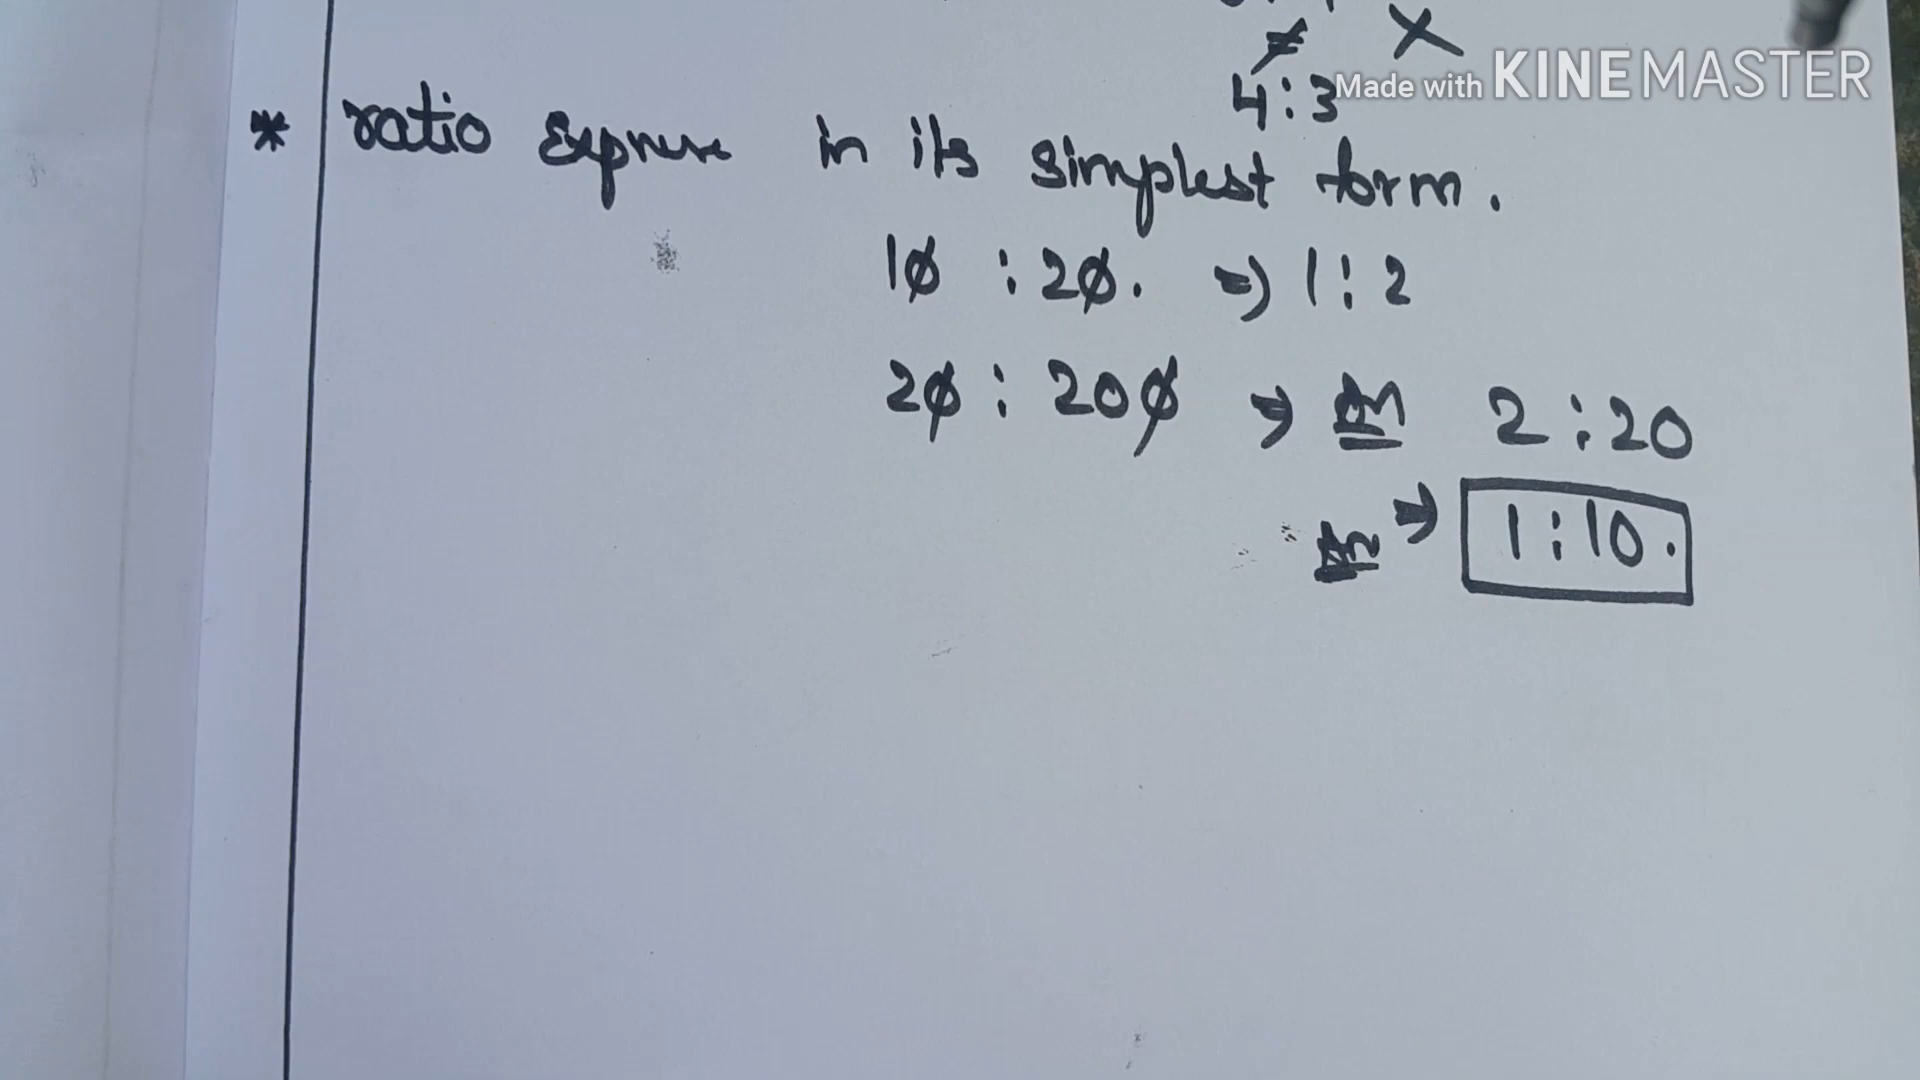 ≠ X
4:3
Made with KINEMASTER
* ratio Express in its simplest form.
10 : 20. => 1:2
20 : 200 => 2:20
=> 1:10.